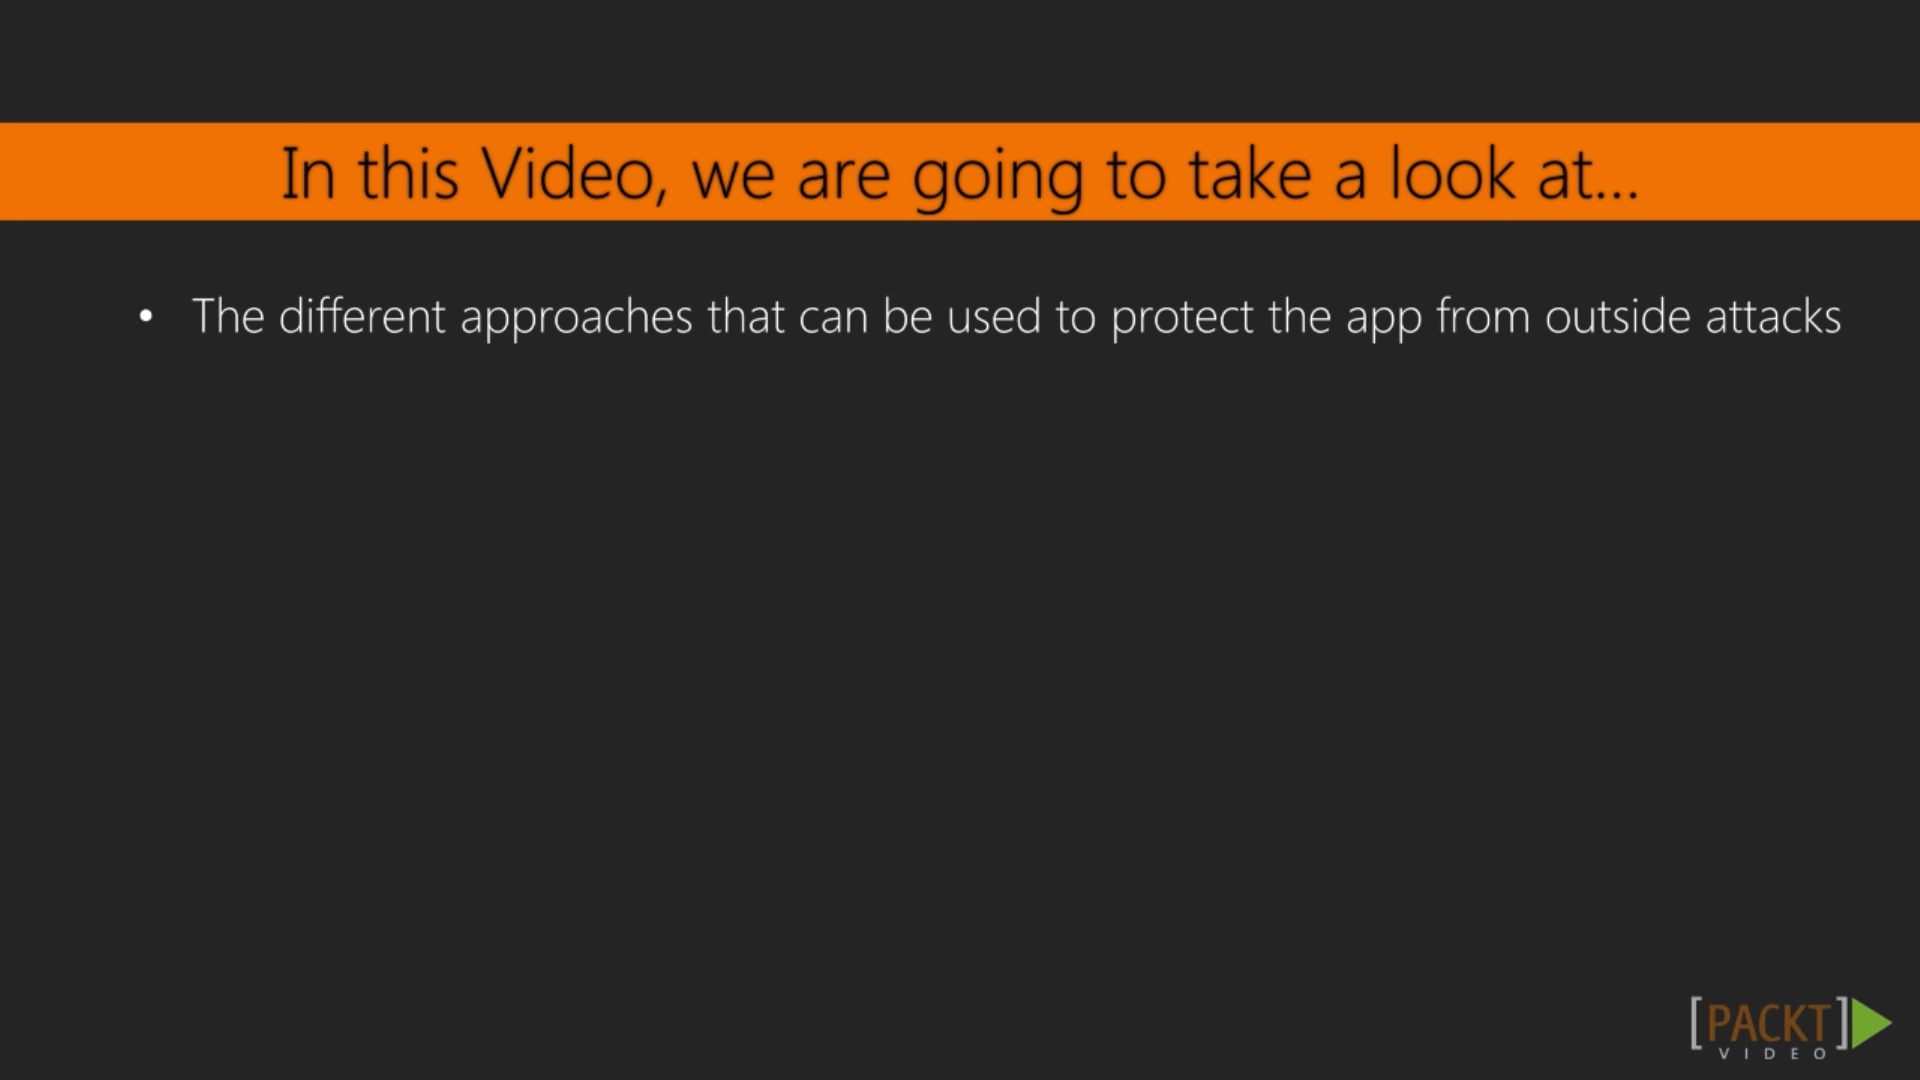 In this Video, we are going to take a look at...
• The different approaches that can be used to protect the app from outside attacks
[PACKT]
VIDEO